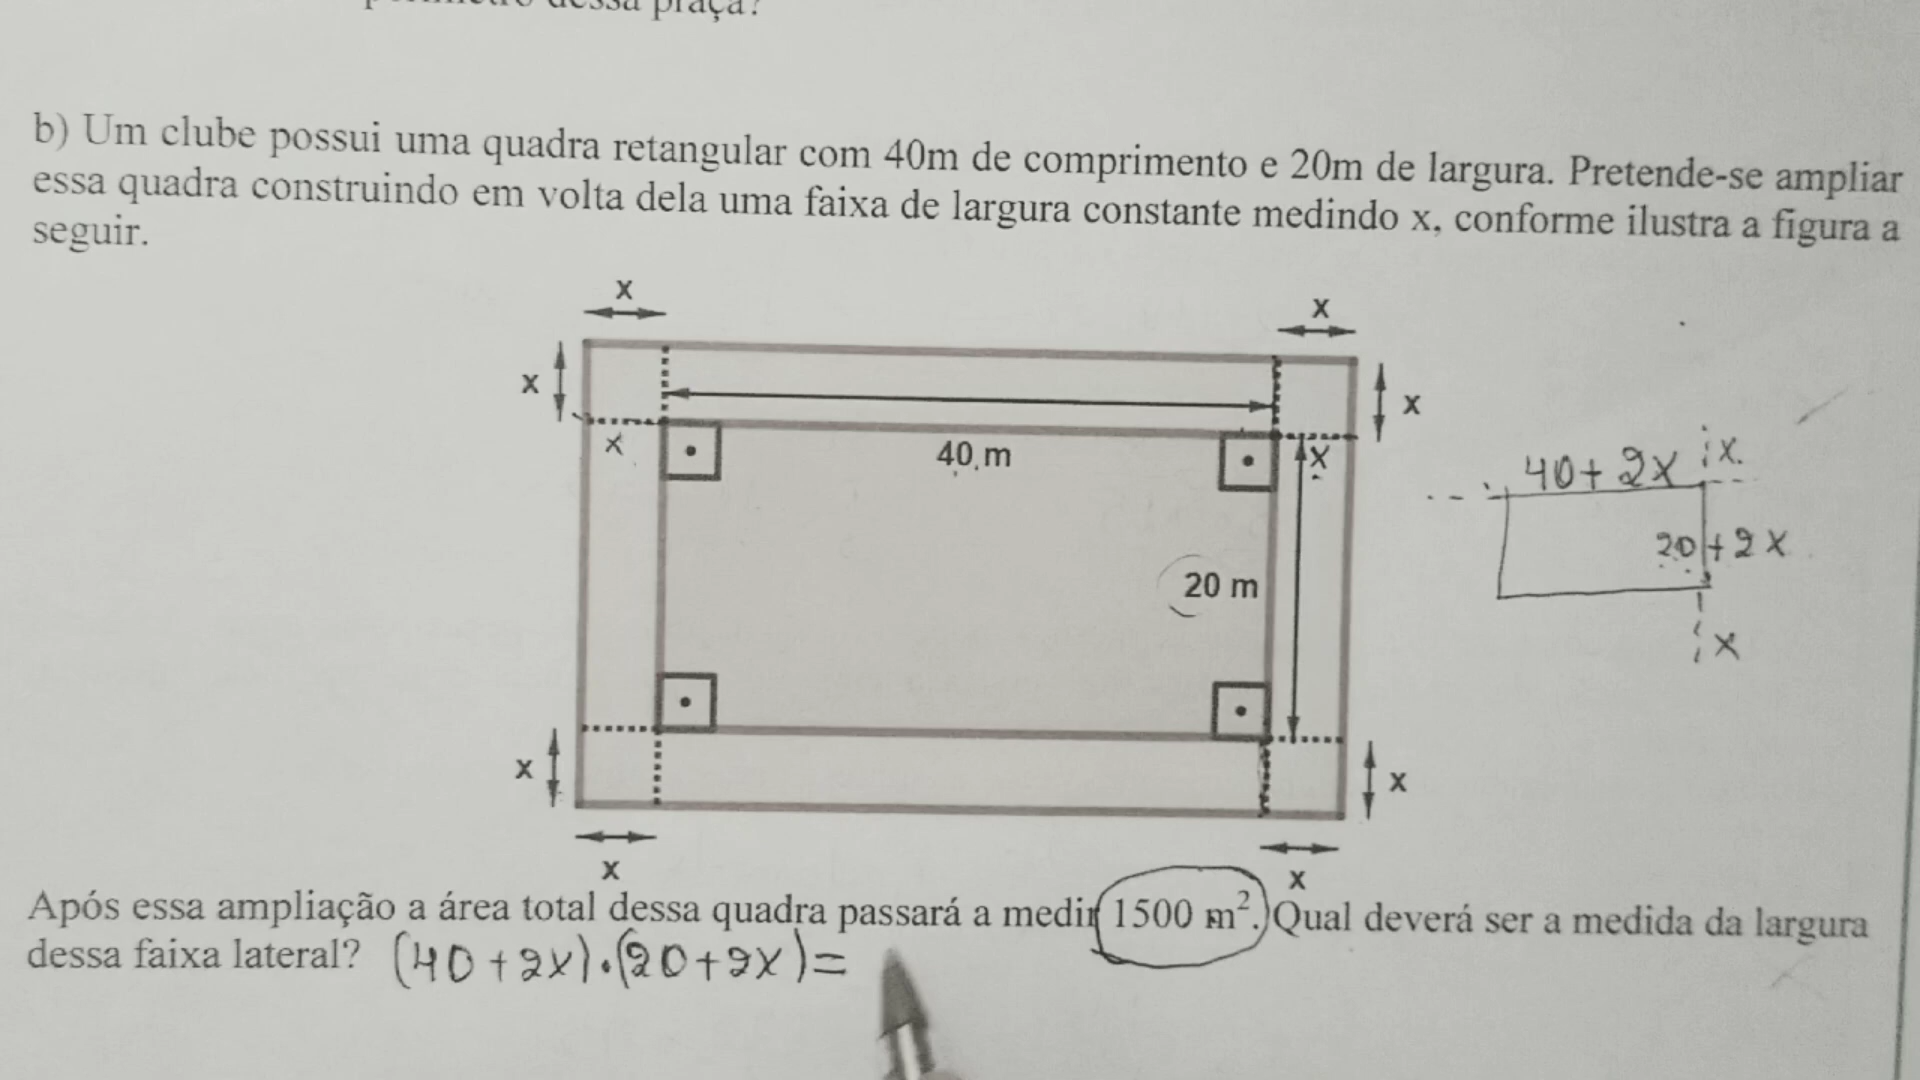 dessa praça?
b) Um clube possui uma quadra retangular com 40m de comprimento e 20m de largura. Pretende-se ampliar
essa quadra construindo em volta dela uma faixa de largura constante medindo x, conforme ilustra a figura a
seguir.
x
x
x
x
x
40 m
x
20 m
x
x
x
x
40+2x
x
20+2x
x
Após essa ampliação a área total dessa quadra passará a medir 1500 m². Qual deverá ser a medida da largura
dessa faixa lateral? (40+2x).(20+2x)=